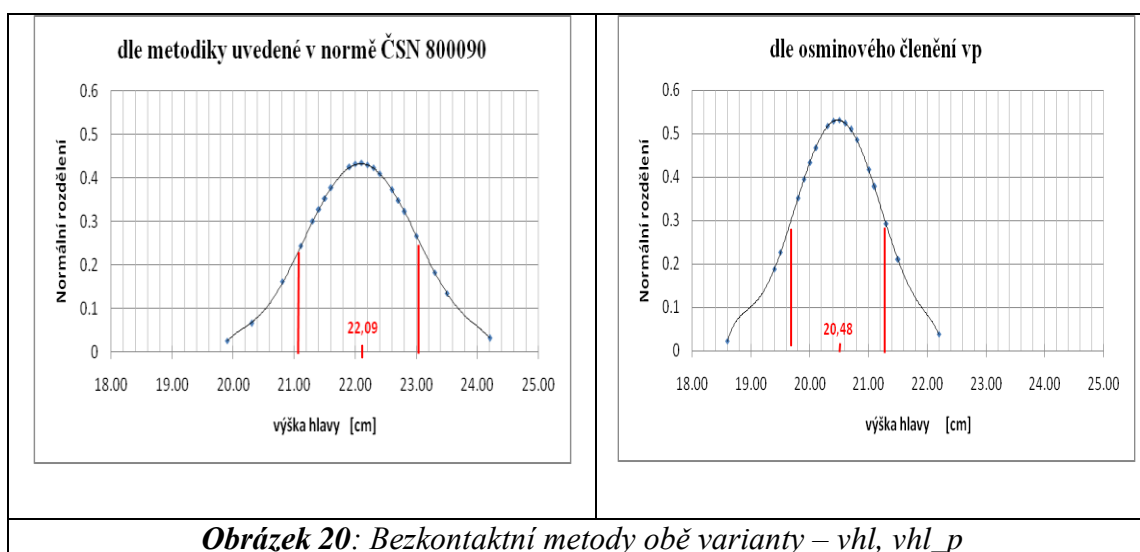 dle metodiky uvedené v normě ČSN 800090
Normální rozdělení
0.6
0.5
0.4
0.3
0.2
0.1
0
22,09
18.00 19.00 20.00 21.00 22.00 23.00 24.00 25.00
výška hlavy [cm]
dle osminového členění vp
Normální rozdělení
0.6
0.5
0.4
0.3
0.2
0.1
0
20,48
18.00 19.00 20.00 21.00 22.00 23.00 24.00 25.00
výška hlavy [cm]
Obrázek 20: Bezkontaktní metody obě varianty – vhl, vhl_p